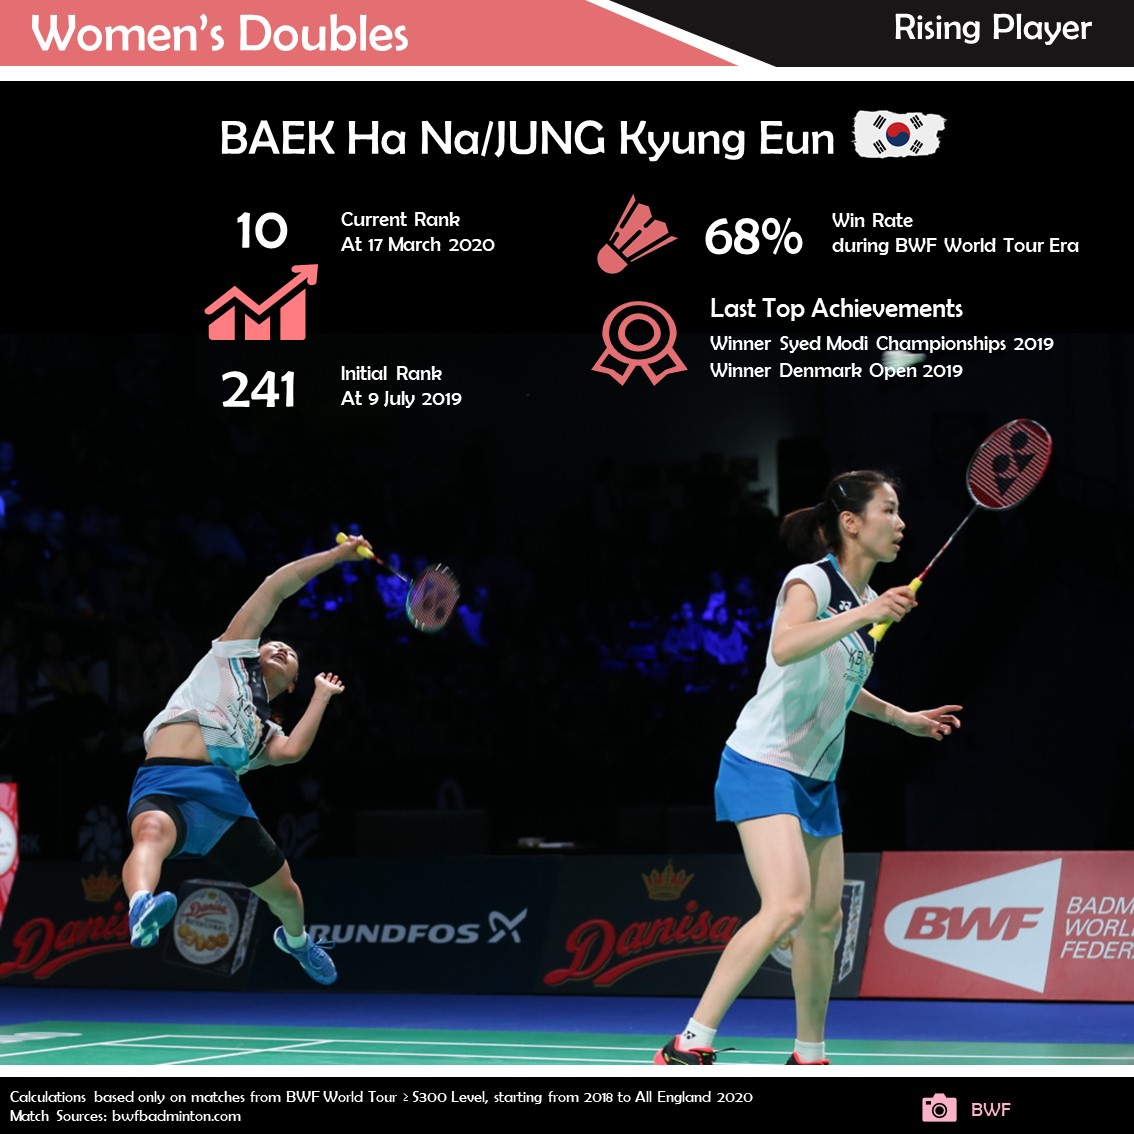 Women's Doubles
Rising Player
BAEK Ha Na/JUNG Kyung Eun
10
Current Rank
At 17 March 2020
68%
Win Rate
during BWF World Tour Era
Last Top Achievements
Winner Syed Modi Championships 2019
Winner Denmark Open 2019
241
Initial Rank
At 9 July 2019
Danisa
Danisa
GRUNDFOS
Danisa
BWF
BADM
WORL
FEDERA
Calculations based only on matches from BWF World Tour ≥ S300 Level, starting from 2018 to All England 2020
Match Sources: bwfbadminton.com
BWF